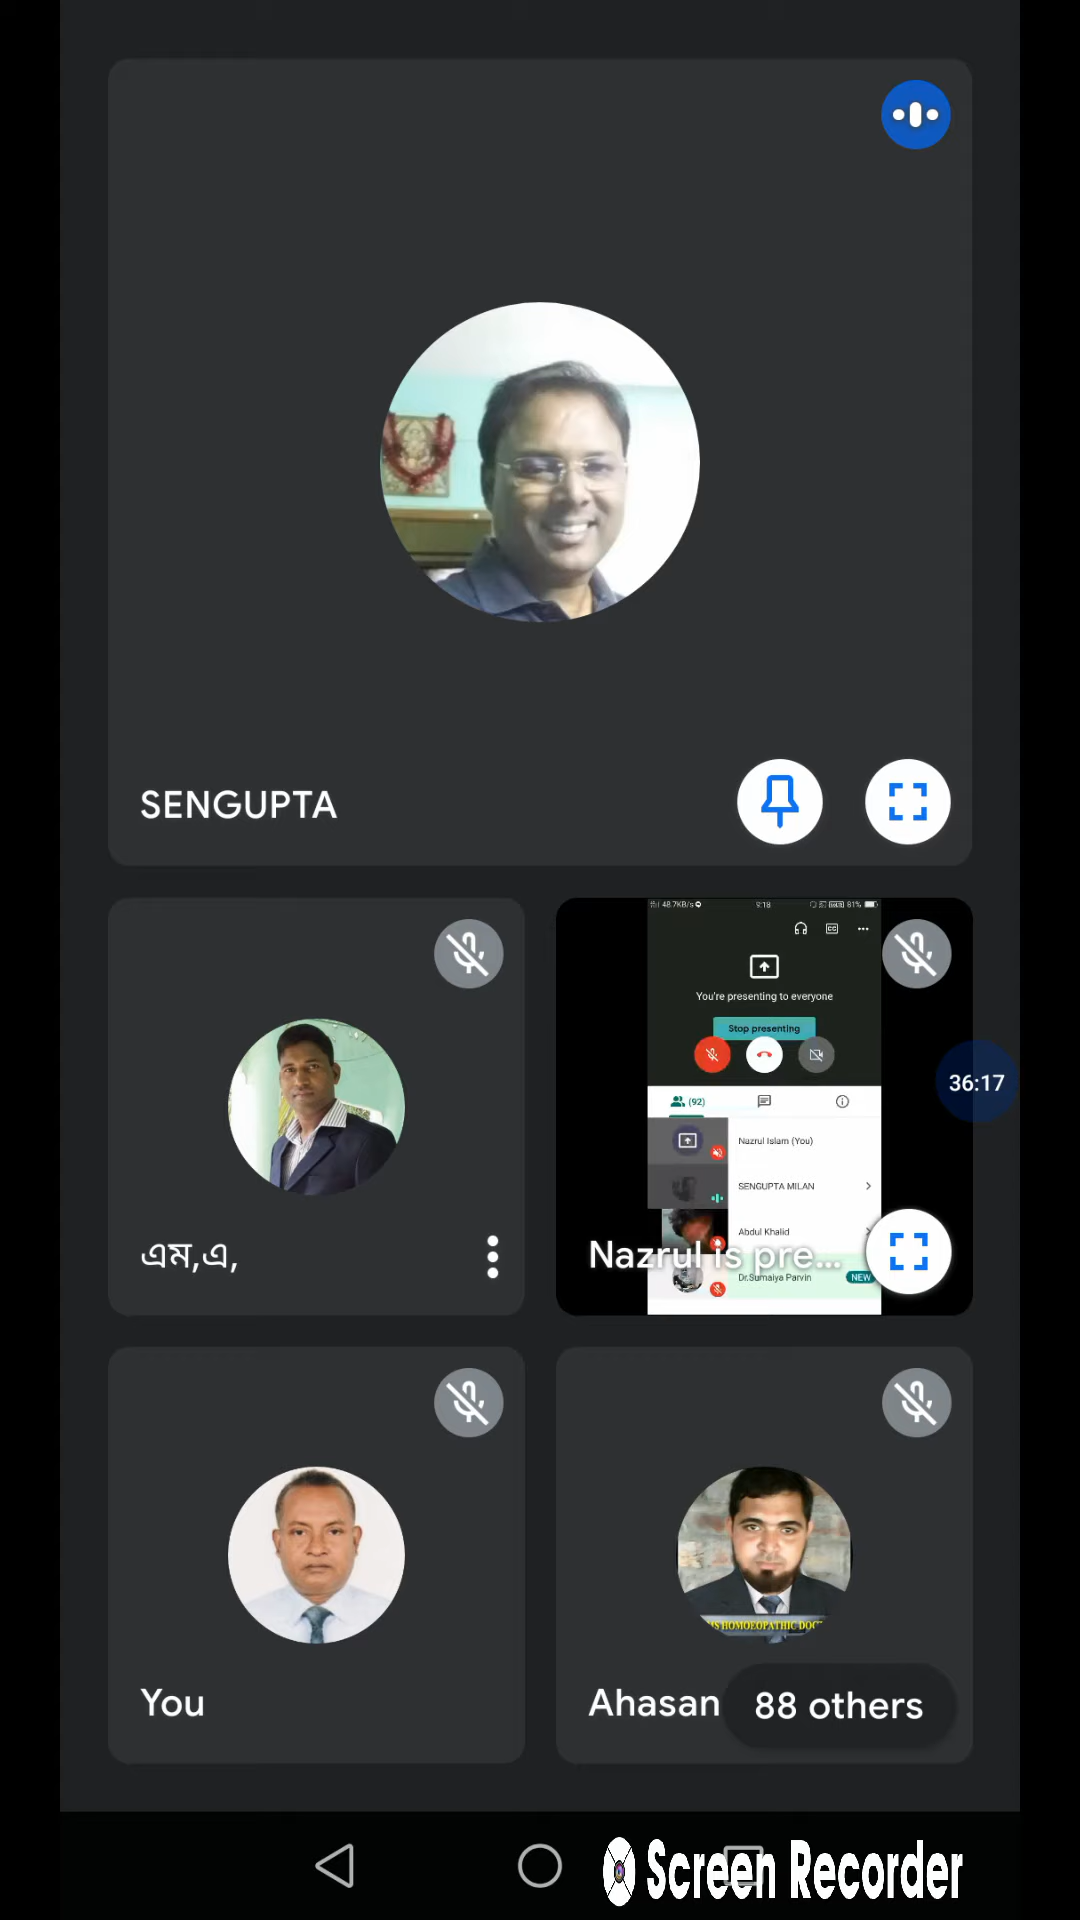 SENGUPTA
এম,এ,
48.7KB/s
9:18
81%
You're presenting to everyone
Stop presenting
(92)
Nazrul Islam (You)
SENGUPTA MILAN
Abdul Khalid
Dr.Sumaiya Parvin
NEW
Nazrul is pre...
36:17
You
HOMOEOPATHIC
Ahasan
88 others
Screen Recorder